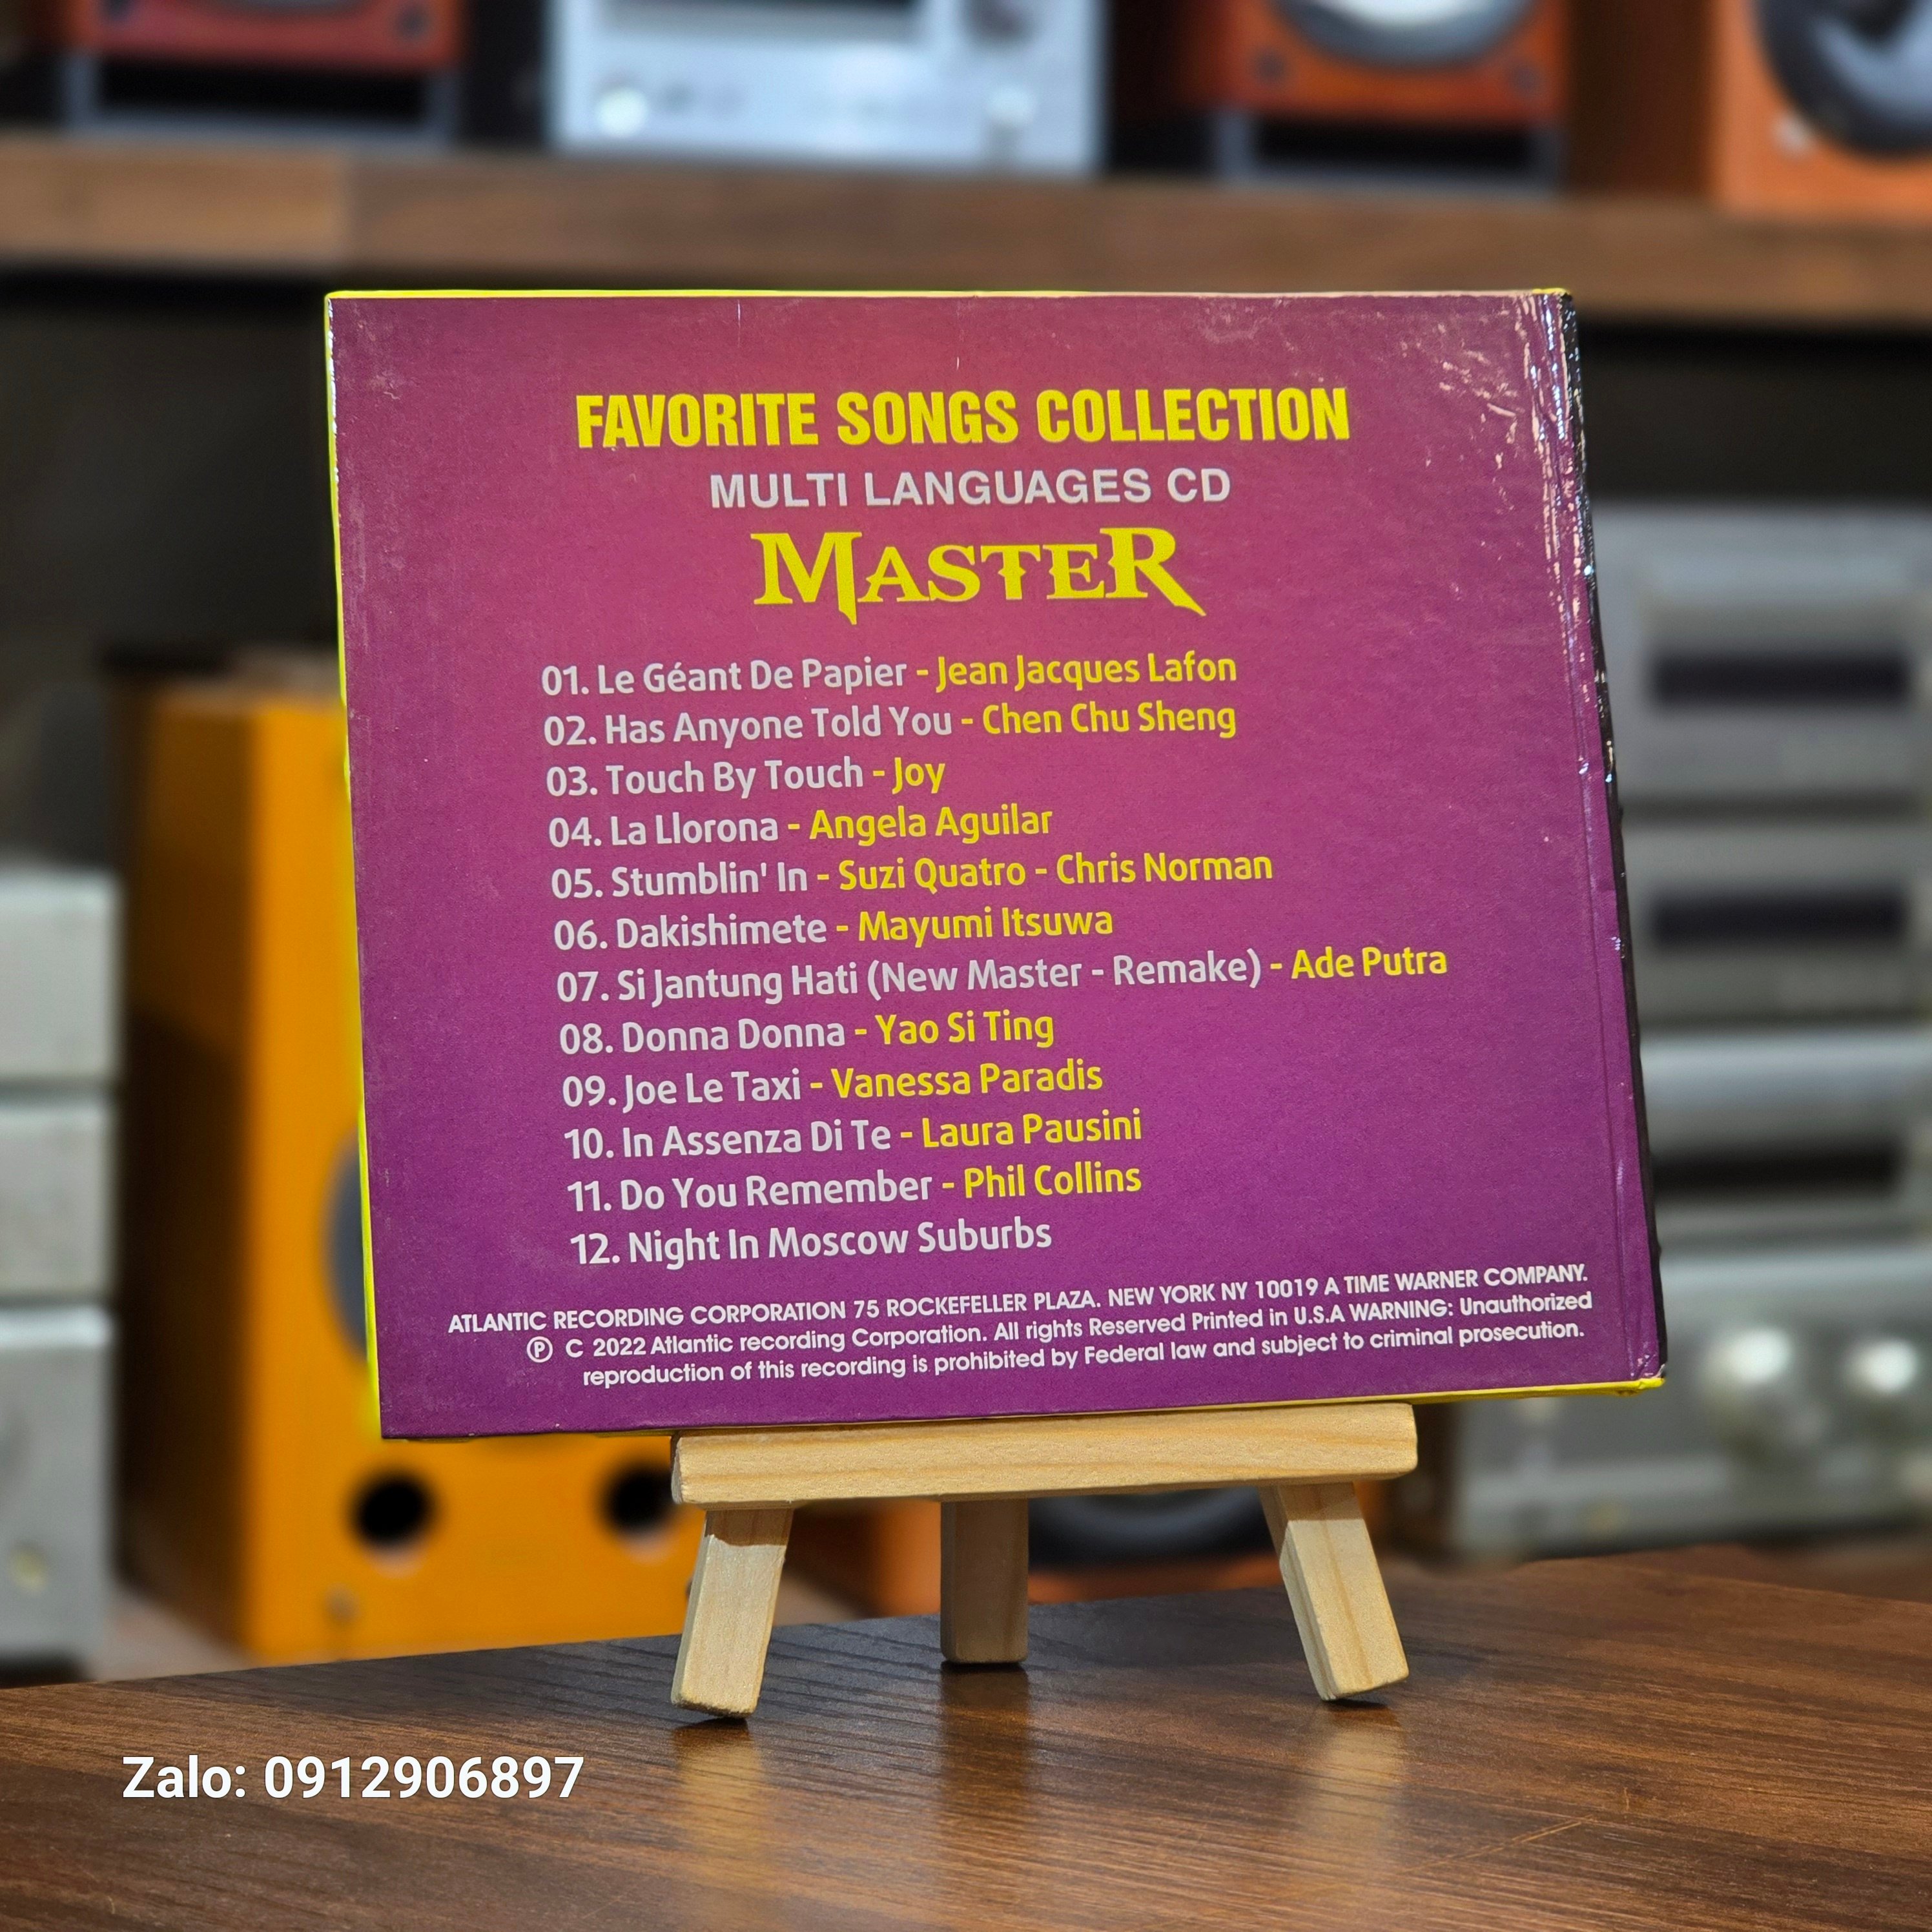 FAVORITE SONGS COLLECTION
MULTI LANGUAGES CD
MASTER
01. Le Géant De Papier - Jean Jacques Lafon
02. Has Anyone Told You - Chen Chu Sheng
03. Touch By Touch - Joy
04. La Llorona - Angela Aguilar
05. Stumblin' In - Suzi Quatro - Chris Norman
06. Dakishimete - Mayumi Itsuwa
07. Si Jantung Hati (New Master - Remake) - Ade Putra
08. Donna Donna - Yao Si Ting
09. Joe Le Taxi - Vanessa Paradis
10. In Assenza Di Te - Laura Pausini
11. Do You Remember - Phil Collins
12. Night In Moscow Suburbs
ATLANTIC RECORDING CORPORATION 75 ROCKEFELLER PLAZA. NEW YORK NY 10019 A TIME WARNER COMPANY.
Ⓟ C 2022 Atlantic recording Corporation. All rights Reserved Printed in U.S.A WARNING: Unauthorized
reproduction of this recording is prohibited by Federal law and subject to criminal prosecution.
Zalo: 0912906897